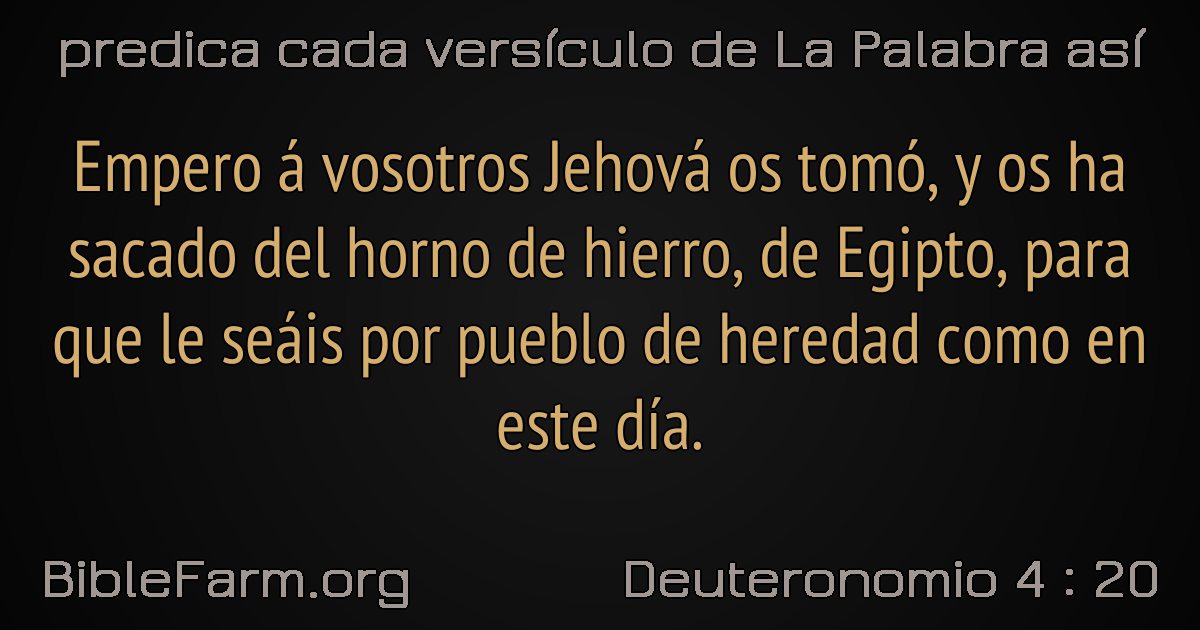 predica cada versículo de La Palabra así
Empero á vosotros Jehová os tomó, y os ha
sacado del horno de hierro, de Egipto, para
que le seáis por pueblo de heredad como en
este día.
BibleFarm.org
Deuteronomio 4 : 20